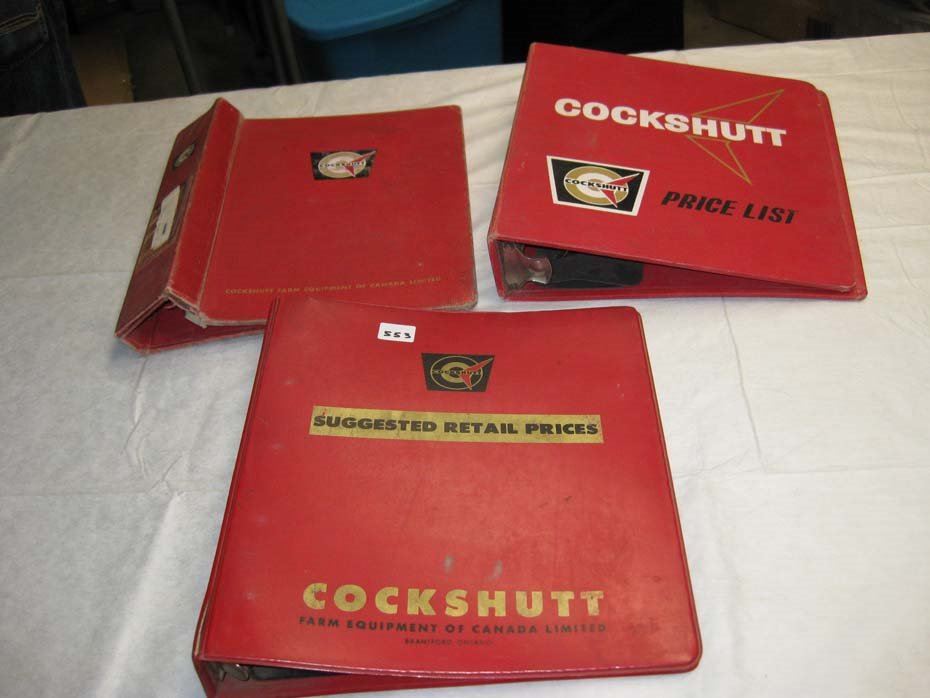 COCKSHUTT
COCKSHUTT FARM EQUIPMENT OF CANADA LIMITED
COCKSHUTT
COCKSHUTT
PRICE LIST
553
COCKSHUTT
SUGGESTED RETAIL PRICES
COCKSHUTT
FARM EQUIPMENT OF CANADA LIMITED
BRANTFORD ONTARIO